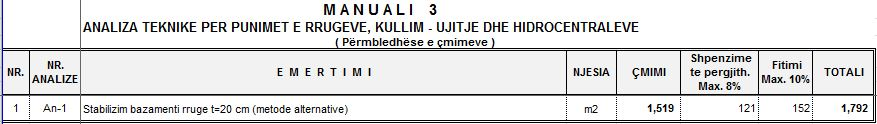 MANUALI 3
ANALIZA TEKNIKE PER PUNIMET E RRUGEVE, KULLIM - UJITJE DHE HIDROCENTRALEVE
( Përmbledhëse e çmimeve )
NR. NR. ANALIZE EMERTIMI NJESIA ÇMIMI Shpenzime te pergjith. Max. 8% Fitimi Max. 10% TOTALI
1 An-1 Stabilizim bazamenti rruge t=20 cm (metode alternative) m2 1,519 121 152 1,792